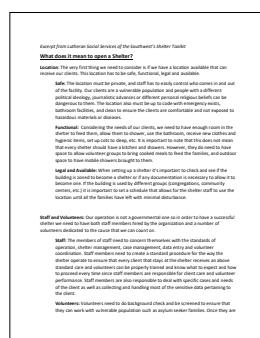 Excerpt from Lutheran Social Services of the Southwest's Shelter Toolkit
What does it mean to open a Shelter?
Location: The very first thing we need to consider is if we have a location available that can
receive our clients. This location has to be safe, functional, legal and available.
Safe: The location must be private, and staff has to easily control who comes in and out
of the facility. Our clients are a vulnerable population and people with a different
political ideology, journalistic advances or different personal religious beliefs can be
dangerous to them. The location also must be up to code with emergency exists,
bathroom facilities, and clean to ensure the clients are comfortable and not exposed to
hazardous materials or diseases.
Functional: Considering the needs of our clients, we need to have enough room in the
shelter to feed them, allow them to shower, use the bathroom, receive new clothes and
hygienic items, set up cots to sleep, etc. It is important to note that this does not mean
that every shelter should have a kitchen and showers. However, they do need to have
space to allow volunteer groups to bring cooked meals to feed the families, and outdoor
space to have mobile showers brought to them.
Legal and Available: When setting up a shelter it's important to check and see if the
building is zoned to become a shelter or if any documentation is necessary to allow it to
become one. If the building is used by different groups (congregations, community
centers, etc.) it is important to set a schedule that allows for the shelter staff to use the
location until all the families have left with minimal disturbance.
Staff and Volunteers: Our operation is not a governmental one so in order to have a successful
shelter we need to have both staff members hired by the organization and a number of
volunteers dedicated to the cause that we can count on.
Staff: The members of staff need to concern themselves with the standards of
operation, shelter management, case management, data entry and volunteer
coordination. Staff members need to create a standard procedure for the way the
shelter operate to ensure that every client that stays at the shelter receives an above
standard care and volunteers can be properly trained and know what to expect and how
to proceed every time since staff members are responsible for client care and volunteer
performance. Staff members are also responsible to deal with specific cases and needs
of the client as well as collecting and handling most of the sensitive data pertaining to
the client.
Volunteers: Volunteers need to do background check and be screened to ensure that
they can work with vulnerable population such as asylum seeker families. Once they are